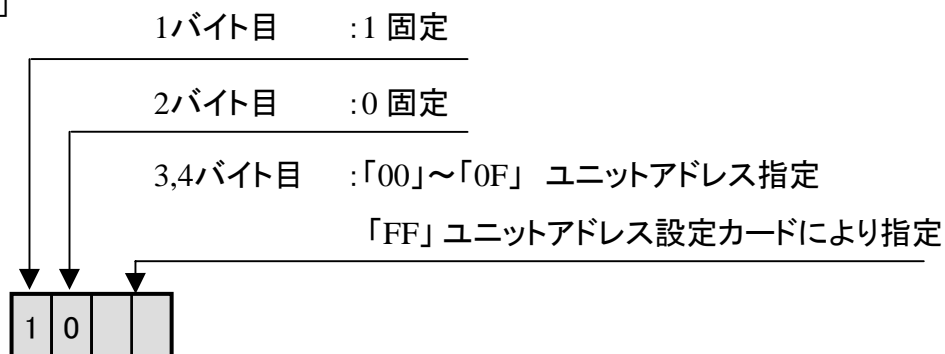 」
1バイト目 :1 固定
2バイト目 :0 固定
3,4バイト目 :「00」～「0F」 ユニットアドレス指定
「FF」 ユニットアドレス設定カードにより指定
1 0